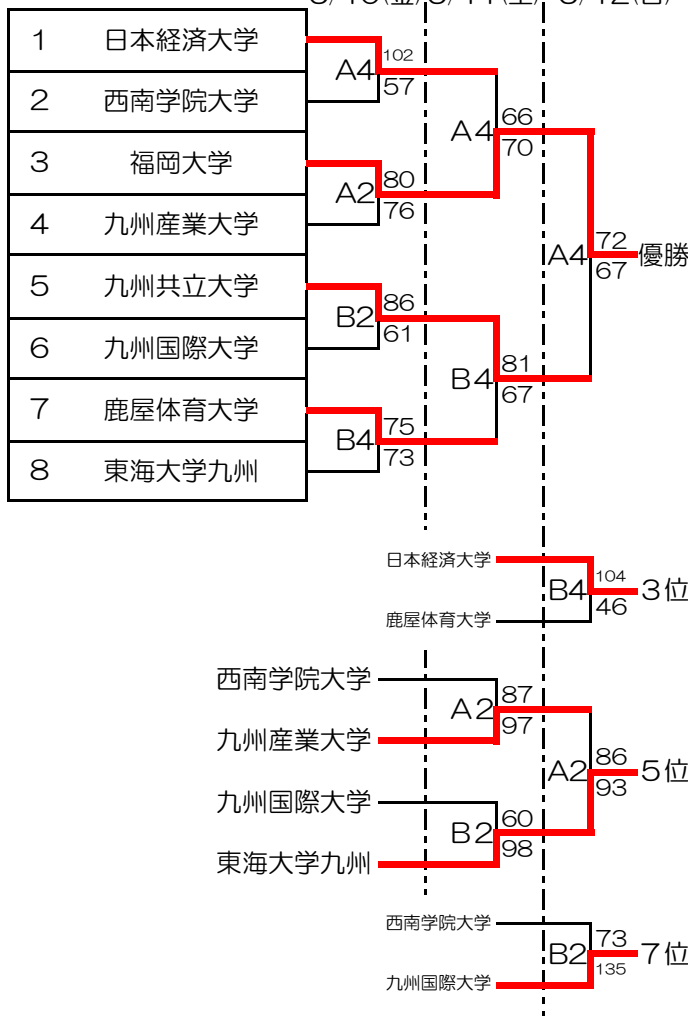 1 日本経済大学
2 西南学院大学
3 福岡大学
4 九州産業大学
5 九州共立大学
6 九州国際大学
7 鹿屋体育大学
8 東海大学九州
A4 102 57
A2 80 76
B2 86 61
B4 75 73
A4 66 70
B4 81 67
A4 72 67 優勝
日本経済大学
鹿屋体育大学
B4 104 46 3位
西南学院大学
九州産業大学
A2 87 97
九州国際大学
東海大学九州
B2 60 98
A2 86 93 5位
西南学院大学
九州国際大学
B2 73 135 7位